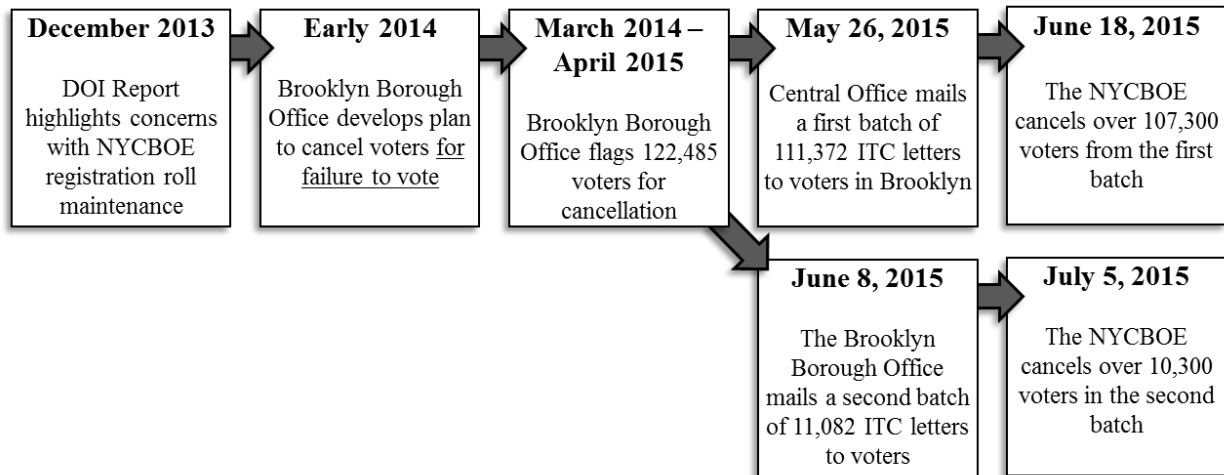 December 2013
DOI Report
highlights concerns
with NYCBOE
registration roll
maintenance
Early 2014
Brooklyn Borough
Office develops plan
to cancel voters for
failure to vote
March 2014 –
April 2015
Brooklyn Borough
Office flags 122,485
voters for
cancellation
May 26, 2015
Central Office mails
a first batch of
111,372 ITC letters
to voters in Brooklyn
June 18, 2015
The NYCBOE
cancels over 107,300
voters from the first
batch
June 8, 2015
The Brooklyn
Borough Office
mails a second batch
of 11,082 ITC letters
to voters
July 5, 2015
The NYCBOE
cancels over 10,300
voters in the second
batch